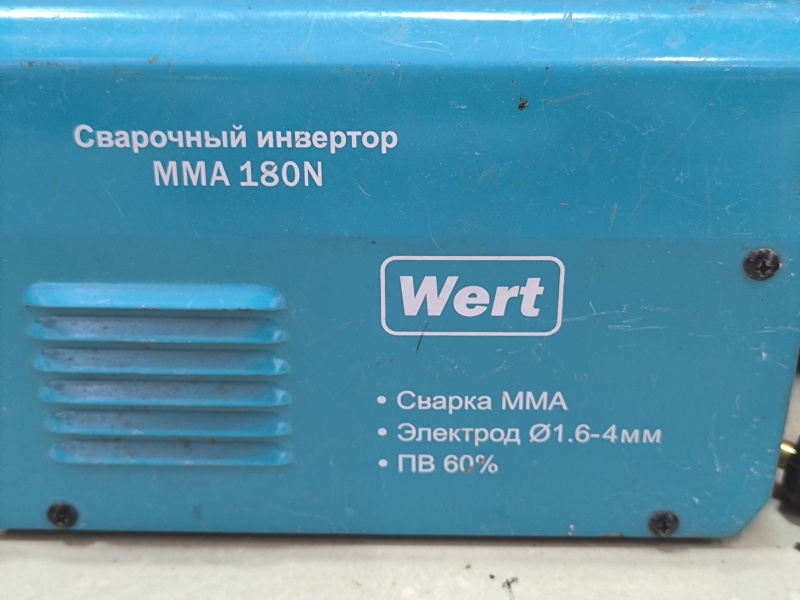 Сварочный инвертор
MMA 180N
Wert
• Сварка ММА
• Электрод Ø1.6-4мм
• ПВ 60%